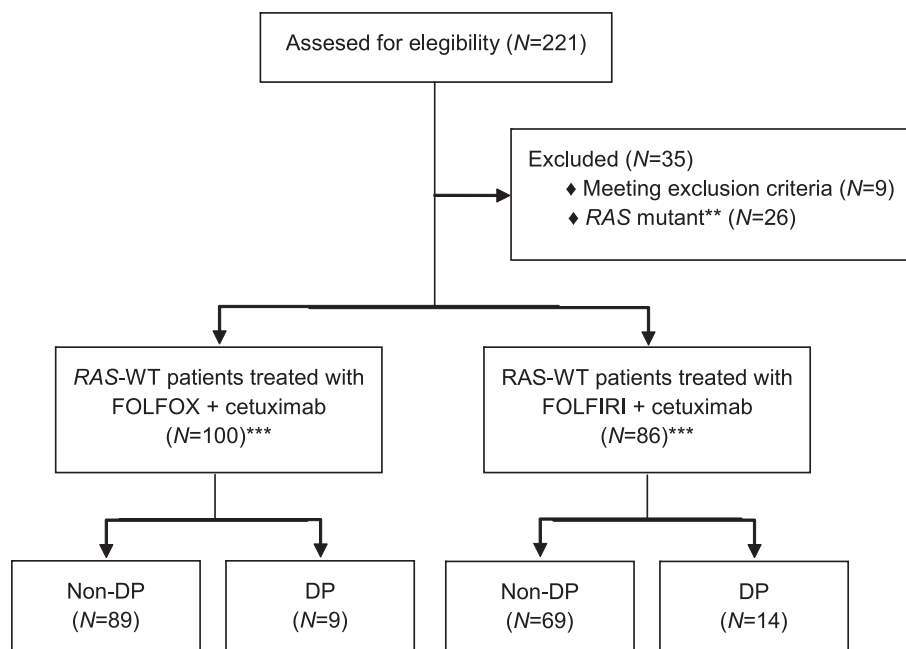 Assesed for elegibility (N=221)
Excluded (N=35)
♦ Meeting exclusion criteria (N=9)
♦ RAS mutant** (N=26)
RAS-WT patients treated with
FOLFOX + cetuximab
(N=100)***
RAS-WT patients treated with
FOLFIRI + cetuximab
(N=86)***
Non-DP
(N=89)
DP
(N=9)
Non-DP
(N=69)
DP
(N=14)